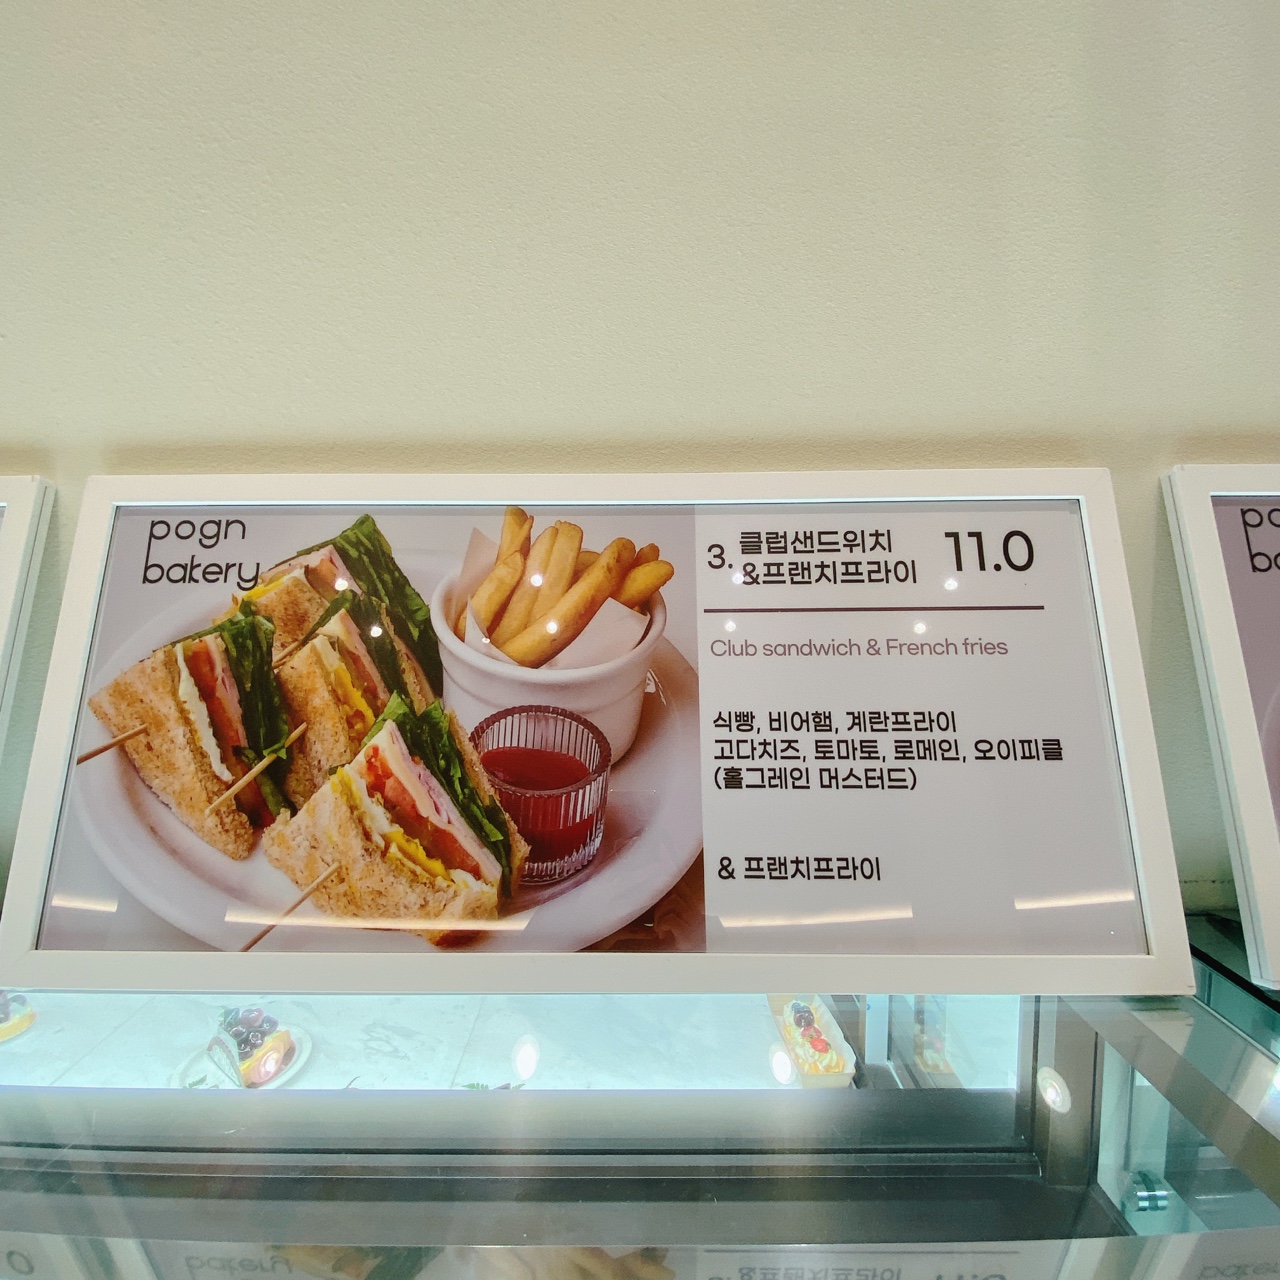 pogn
bakery
3. 클럽샌드위치
&프랜치프라이
11.0
Club sandwich & French fries
식빵, 비어햄, 계란프라이
고다치즈, 토마토, 로메인, 오이피클
(홀그레인 머스터드)
& 프랜치프라이
bakery